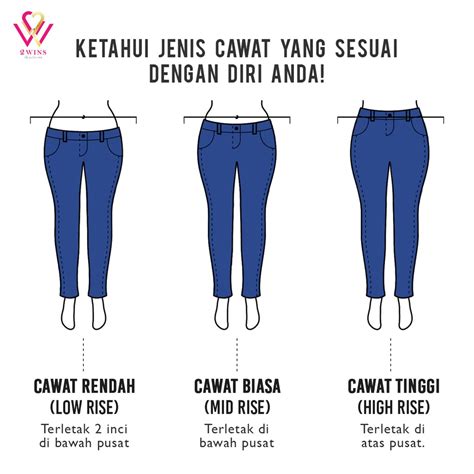 2WINS
KETAHUI JENIS CAWAT YANG SESUAI
DENGAN DIRI ANDA!
CAWAT RENDAH
(LOW RISE)
Terletak 2 inci
di bawah pusat
CAWAT BIASA
(MID RISE)
Terletak di
bawah pusat
CAWAT TINGGI
(HIGH RISE)
Terletak di
atas pusat.